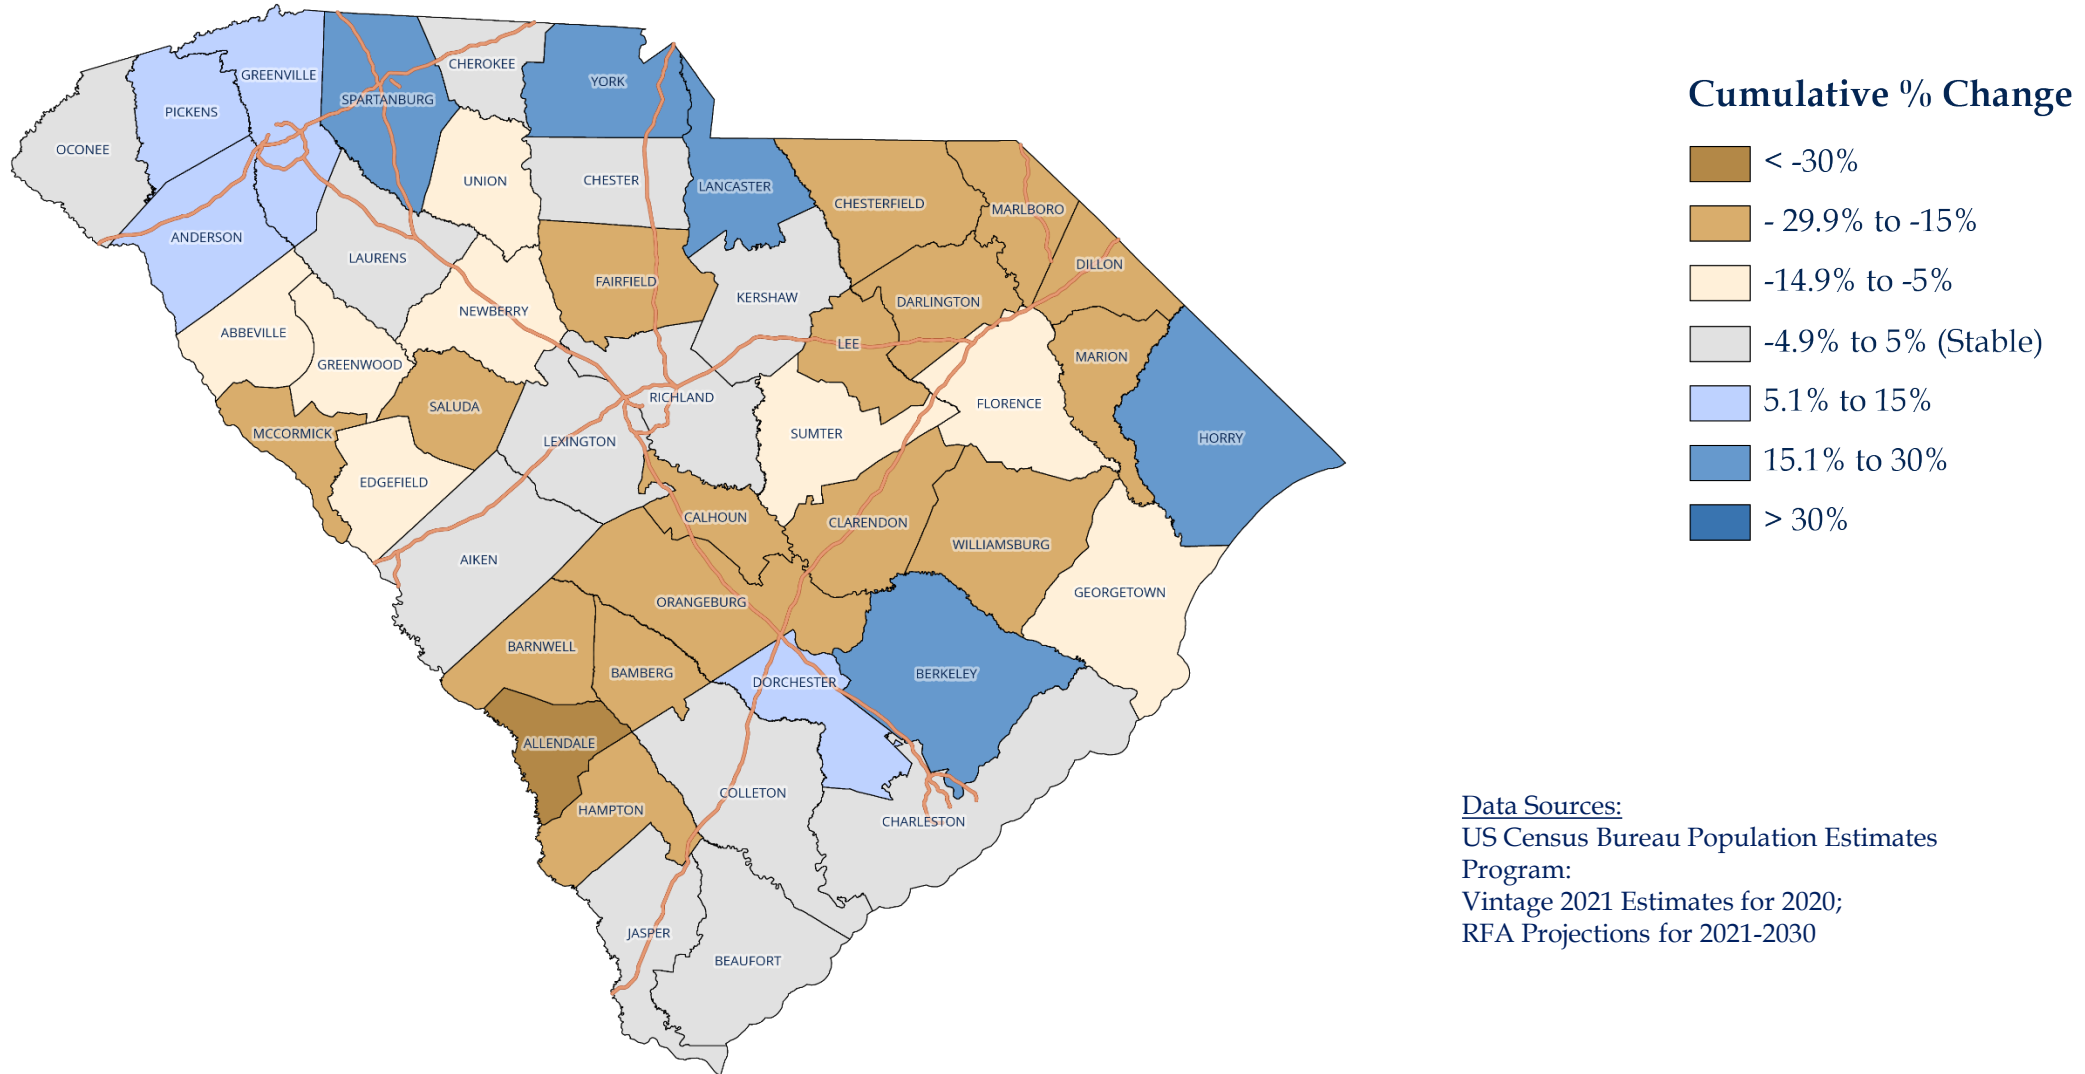 CHEROKEE
GREENVILLE
YORK
SPARTANBURG
PICKENS
OCONEE
UNION
CHESTER
LANCASTER
CHESTERFIELD
MARLBORO
ANDERSON
LAURENS
DILLON
FAIRFIELD
KERSHAW
DARLINGTON
NEWBERRY
ABBEVILLE
LEE
MARION
GREENWOOD
RICHLAND
SALUDA
FLORENCE
MCCORMICK
SUMTER
HORRY
LEXINGTON
EDGEFIELD
CALHOUN
CLARENDON
WILLIAMSBURG
AIKEN
GEORGETOWN
ORANGEBURG
BARNWELL
BAMBERG
BERKELEY
DORCHESTER
ALLENDALE
COLLETON
HAMPTON
CHARLESTON
JASPER
BEAUFORT
Cumulative % Change
< -30%
- 29.9% to -15%
-14.9% to -5%
-4.9% to 5% (Stable)
5.1% to 15%
15.1% to 30%
> 30%
Data Sources:
US Census Bureau Population Estimates
Program:
Vintage 2021 Estimates for 2020;
RFA Projections for 2021-2030